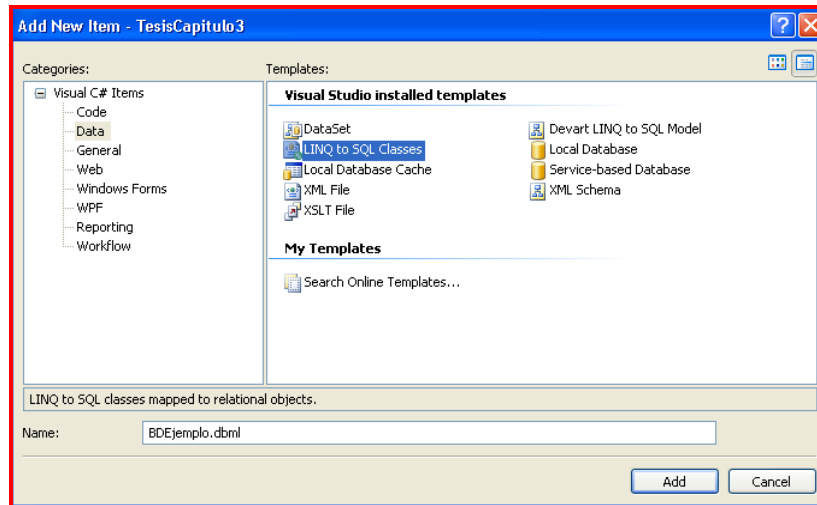 Add New Item - TesisCapitulo3
Categories:
Templates:
Visual C# Items
Code
Data
General
Web
Windows Forms
WPF
Reporting
Workflow
Visual Studio installed templates
DataSet
LINQ to SQL Classes
Local Database Cache
XML File
XSLT File
Devart LINQ to SQL Model
Local Database
Service-based Database
XML Schema
My Templates
Search Online Templates...
LINQ to SQL classes mapped to relational objects.
Name:
BDEjemplo.dbml
Add
Cancel